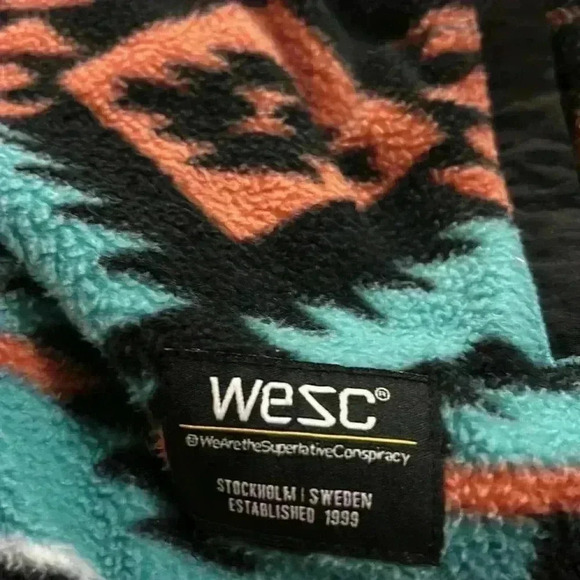 WeSC®
@WeAretheSuperlativeConspiracy
STOCKHOLM | SWEDEN
ESTABLISHED 1999